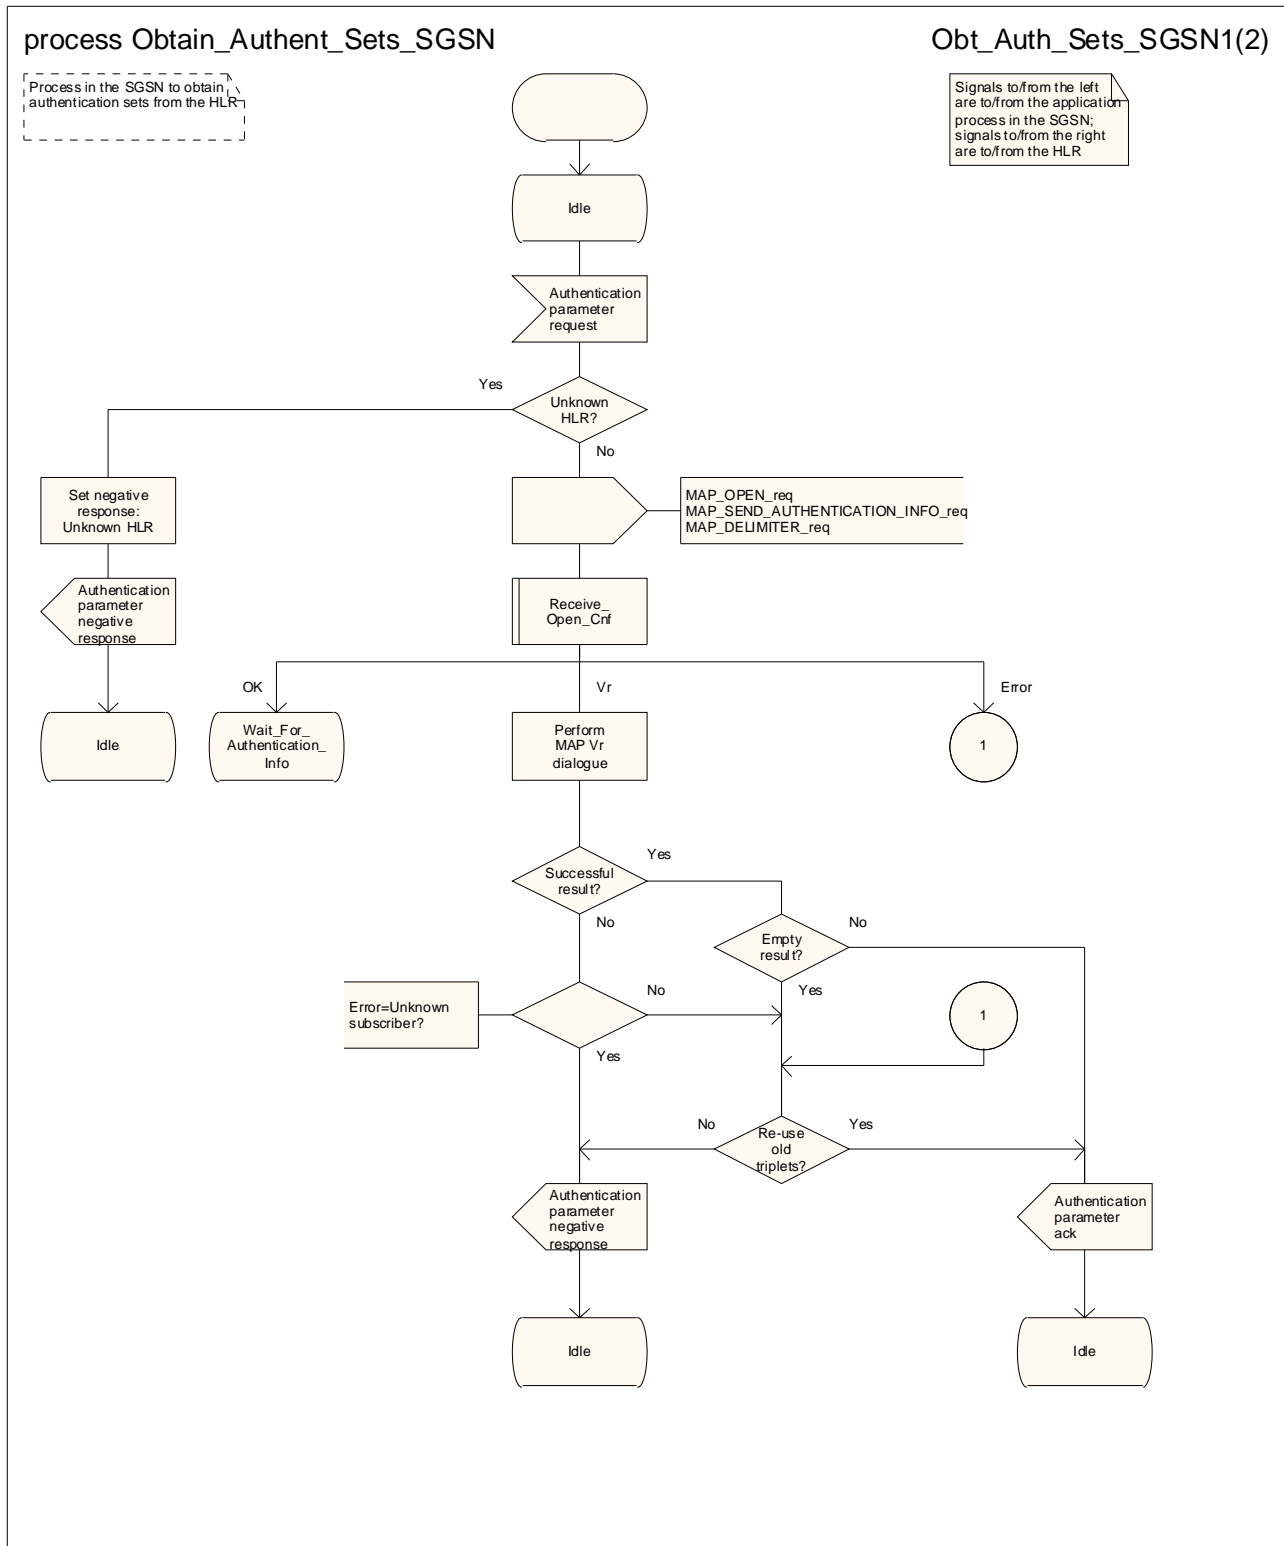 process Obtain_Authent_Sets_SGSN
Obt_Auth_Sets_SGSN1(2)
Process in the SGSN to obtain
authentication sets from the HLR
Signals to/from the left
are to/from the application
process in the SGSN;
signals to/from the right
are to/from the HLR
Idle
Authentication
parameter
request
Yes
Unknown
HLR?
No
Set negative
response:
Unknown HLR
MAP_OPEN_req
MAP_SEND_AUTHENTICATION_INFO_req
MAP_DELIMITER_req
Authentication
parameter
negative
response
Receive_
Open_Cnf
OK
Vr
Error
Idle
Wait_For_
Authentication_
Info
Perform
MAP Vr
dialogue
1
Successful
result?
Yes
No
Empty
result?
No
Yes
Error=Unknown
subscriber?
No
Yes
1
No
Re-use
old
triplets?
Yes
Authentication
parameter
negative
response
Authentication
parameter
ack
Idle
Idle